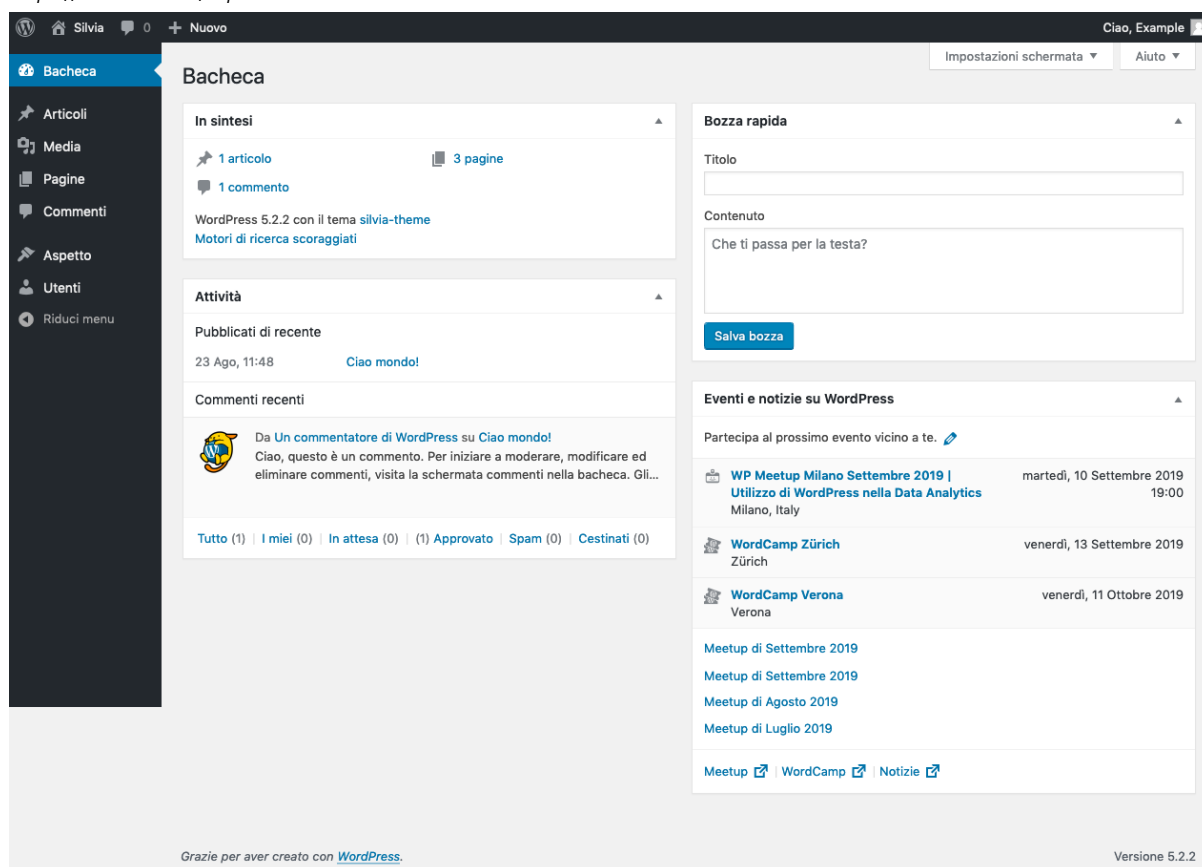 Silvia 0 + Nuovo
Ciao, Example
Bacheca
Articoli
Media
Pagine
Commenti
Aspetto
Utenti
Riduci menu
Impostazioni schermata ▼
Aiuto ▼
Bacheca
In sintesi
1 articolo
3 pagine
1 commento
WordPress 5.2.2 con il tema silvia-theme
Motori di ricerca scoraggiati
Attività
Pubblicati di recente
23 Ago, 11:48 Ciao mondo!
Commenti recenti
Da Un commentatore di WordPress su Ciao mondo!
Ciao, questo è un commento. Per iniziare a moderare, modificare ed
eliminare commenti, visita la schermata commenti nella bacheca. Gli...
Tutto (1) | I miei (0) | In attesa (0) | (1) Approvato | Spam (0) | Cestinati (0)
Bozza rapida
Titolo
Contenuto
Che ti passa per la testa?
Salva bozza
Eventi e notizie su WordPress
Partecipa al prossimo evento vicino a te.
WP Meetup Milano Settembre 2019 |
Utilizzo di WordPress nella Data Analytics
Milano, Italy
martedì, 10 Settembre 2019
19:00
WordCamp Zürich
Zürich
venerdì, 13 Settembre 2019
WordCamp Verona
Verona
venerdì, 11 Ottobre 2019
Meetup di Settembre 2019
Meetup di Settembre 2019
Meetup di Agosto 2019
Meetup di Luglio 2019
Meetup | WordCamp | Notizie
Grazie per aver creato con WordPress.
Versione 5.2.2